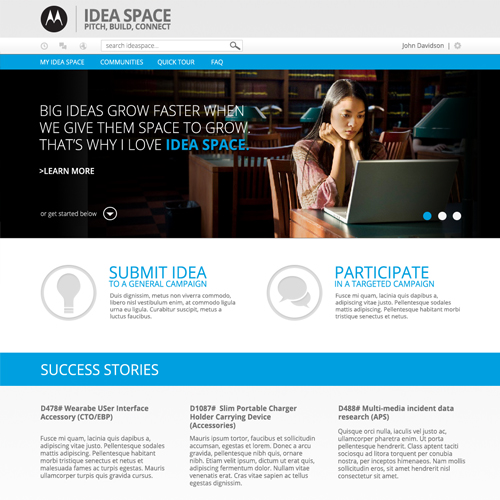 IDEA SPACE
PITCH, BUILD, CONNECT
search ideaspace...
John Davidson |
MY IDEA SPACE COMMUNITIES QUICK TOUR FAQ
BIG IDEAS GROW FASTER WHEN
WE GIVE THEM SPACE TO GROW.
THAT'S WHY I LOVE IDEA SPACE.
>LEARN MORE
or get started below
SUBMIT IDEA
TO A GENERAL CAMPAIGN
Duis dignissim, metus non viverra commodo,
libero nisl vestibulum enim, at commodo ligula
urna eu ligula. Curabitur suscipit, metus a
luctus faucibus.
PARTICIPATE
IN A TARGETED CAMPAIGN
Fusce mi quam, lacinia quis dapibus a,
adipiscing vitae justo. Pellentesque sodales
mattis adipiscing. Pellentesque habitant morbi
tristique senectus et netus.
SUCCESS STORIES
D478# Wearabe USer Interface
Accessory (CTO/EBP)
Fusce mi quam, lacinia quis dapibus a,
adipiscing vitae justo. Pellentesque sodales
mattis adipiscing. Pellentesque habitant
morbi tristique senectus et netus et
malesuada fames ac turpis egestas. Mauris
ullamcorper turpis quis gravida cursus.
D1087# Slim Portable Charger
Holder Carrying Device
(Accessories)
Mauris ipsum tortor, faucibus et sollicitudin
accumsan, egestas et lorem. Donec a arcu
gravida, pellentesque nibh quis, ornare
nibh. Etiam velit ipsum, dictum ut erat quis,
adipiscing fermentum dolor. Nullam vitae
venenatis erat. Cras vitae sapien ac tellus
egestas dignissim.
D488# Multi-media incident data
research (APS)
Quisque orci nulla, iaculis vel justo ac,
ullamcorper pharetra enim. Ut porta
pellentesque hendrerit. Class aptent taciti
sociosqu ad litora torquent per conubia
nostra, per inceptos himenaeos. Nam mollis
sollicitudin eros, sit amet hendrerit nisl
consectetur sit amet.